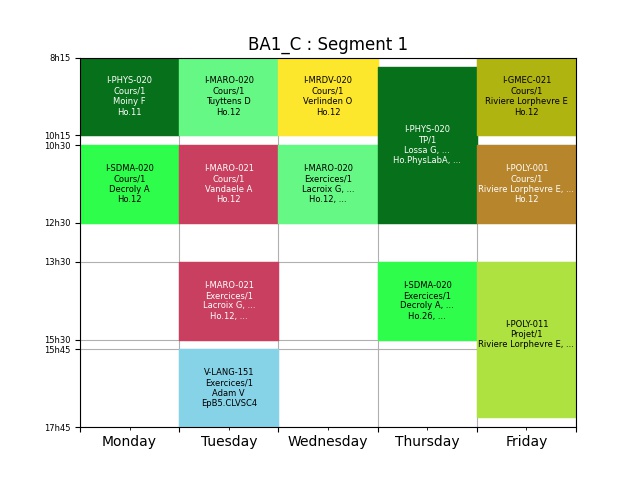 BA1_C : Segment 1
8h15
10h15
10h30
12h30
13h30
15h30
15h45
17h45
I-PHYS-020
Cours/1
Moiny F
Ho.11
I-MARO-020
Cours/1
Tuyttens D
Ho.12
I-MRDV-020
Cours/1
Verlinden O
Ho.12
I-PHYS-020
TP/1
Lossa G, ...
Ho.PhysLabA, ...
I-GMEC-021
Cours/1
Riviere Lorphevre E
Ho.12
I-SDMA-020
Cours/1
Decroly A
Ho.12
I-MARO-021
Cours/1
Vandaele A
Ho.12
I-MARO-020
Exercices/1
Lacroix G, ...
Ho.12, ...
I-POLY-001
Cours/1
Riviere Lorphevre E, ...
Ho.12
I-MARO-021
Exercices/1
Lacroix G, ...
Ho.12, ...
I-SDMA-020
Exercices/1
Decroly A, ...
Ho.26, ...
I-POLY-011
Projet/1
Riviere Lorphevre E, ...
V-LANG-151
Exercices/1
Adam V
EpB5.CLVSC4
Monday
Tuesday
Wednesday
Thursday
Friday